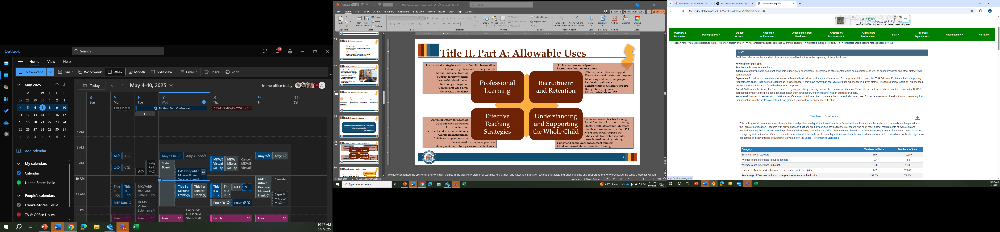 Outlook
Search
18
Home
View
Help
New event
Day
Work week
Week
Month
Split view
Filter
Share
Print
May 2025
S M T W T F S
27 28 29 30 1 2 3
4 5 6 7 8 9 10
11 12 13 14 15 16 17
18 19 20 21 22 23 24
25 26 27 28 29 30 31
1 2 3 4 5 6 7
Add calendar
My calendars
Calendar
United States holid...
People's calendars
Franks-McRae, Leslie
TA & OFfice Hours ...
Today
May 4–10, 2025
In the office today
4 Sun
5 Mon
6 Tue
7 Wed
8 Thu
9 Fri
10 Sat
LESLIE K FRAN
+2
NJ Head Start Conference
8:45-9:45 MKV/EHCY Virtua
7 AM
8 AM
9 AM
10 AM
11 AM
12 PM
Title III
MEP Data G
Lunch
Ridg Park McC
MKV/ARP-HCY OSEP
Franks-
HCMS Virtual
Suleman,
Lunch
Amy's Chec
Amy's Chec
State Board
FW: Nonpublic
Microsoft Team
Sackner, Daniel
Title I a
Microso
Frank
Title I a
Microso
Frank
Canceled: OSEP Next Steps Staff
Lunch
MKV/E Virtual Sul
MKV/ Micros Sul
Cancel MKV/E Virtual
Title II & F
Titl Mic F
NJ T
NJ T
Peter Fra
recurr
Lunch
Amy's
Amy's
OSEP Admin Docume
Microsof
Frank
Cancelec
Cape M
Microsof
McCorm
Lunch
10:17 AM
5/7/2025
AutoSave On
2025 Planning your Federal Funds
No Label • Saved
Search
GA
File Home Insert Draw Design Transitions Animations Slide Show Record Review View Help Acrobat
Record
Present in Teams
Share
Paste
Clipboard
New Slide
Reuse Slides
Layout
Reset
Section
Slides
Font
Paragraph
Shapes
Arrange
Quick Styles
Shape Fill
Shape Outline
Shape Effects
Drawing
Find and Replace
Replace Fonts
Select
Editing
Create PDF and Share link
Create PDF and Share via Outlook
Adobe Acrobat
Dictate
Voice
Sensitivity
Sensitivity
Add-ins
Add-ins
Designer
Creative Cloud
Adobe
25
Title II, Part A: Purpose
26
Title II, Part A: Scope
27
Title IIA: Align Spending to Needs
28
Title II, Part A: Definition
29
Title II, Part A: Allowable Uses
30
Supplement, Not Supplant
Title II, Part A: Allowable Uses
Instructional strategies and curriculum implementation
Collaborative professional learning models
Social-Emotional learning
Support for new teachers
Leadership development
Technology integration
Content area deep dives
Conference attendance
Professional Learning
Recruitment and Retention
Signing bonuses and stipends
Recruitment fairs and marketing
Alternative certification support
Paraprofessional certification support
Mentoring and induction programs
Leadership pathways
Mental health & wellness supports
Recognition programs
Micro-credentials and PD
Universal Design for Learning
Data-informed instruction
Inclusive teaching
Feedback and assessment literacy
Classroom management
Collaborative planning time
Evidence-based instructional practices
Literacy and math strategies across content areas
Effective Teaching Strategies
Understanding and Supporting the Whole Child
Trauma-informed teacher training
Social-Emotional Learning training
Mental health literacy for Educators
Health and wellness curriculum PD
NJTSS and tiered supports PD
Whole child leadership institutes
Project-based learning training
Family and community engagement training
Child and sexual abuse prevention training
29
We have condensed the uses of funds into 4 main themes in the areas of Professional Learning, Recruitment and Retention, Effective Teaching Strategies, and Understanding and Supporting the Whole Child. During today's Webinar, we will
Slide 29 of 59
Accessibility: Investigate
Notes
Display Settings
102%
Type here to search
66°F Sunny
10:17 AM
5/7/2025
logic model for education - Go
Activities and Outputs in Logic
Performance Reports
rc.doe.state.nj.us/2023-2024/district/detail/25/0100/staff?lang=EN
Springwood
Google
Keyboard shortcuts
Map data ©2025
Terms
Report a map error
Overview & Resources
Demographics
Student Growth
Academic Achievement
College and Career Readiness
Graduation/ Postsecondary
Climate and Environment
Staff
Per-Pupil Expenditures
Accountability
Narrative
Report Key: * Data is not displayed in order to protect student privacy ** Accountability calculations require 20 or more students N No Data is available to display † This indicates a table specific note,see note below table
Staff
Staff data reflects teachers and administrators reported by districts at the beginning of the school year.
Key terms for staff data:
Teachers: All classroom teachers
Administrators: Principals, assistant principals, supervisors, coordinators, directors, and other central-office administrators, as well as superintendents and other district-level
administrators
Experience: Experience is based on information submitted by districts on all their staff members. For purposes of this report, the ESSA Educator Equity and federal reporting
requirements, NJDOE has defined teachers as "inexperienced" if they have fewer than four years of prior experience in a given district. The tables below report on "experienced"
teachers and administrators for federal reporting purposes.
Out-of-Field: A teacher is labeled "out-of-field" if they are potentially teaching outside their area of certification. This could occur if the teacher cannot be found in the NJDOE's
certification system, if their job code does not match their certification, or if the teacher has an expired certificate.
Provisional Teacher: A teacher with provisional certifications is a fully certified novice teacher of record who must meet further requirements of evaluation and mentoring during
their induction into the profession before being granted "standard" or permanent certification.
Teachers – Experience
This table shows information about the experience and professional qualifications of teachers. Out-of-field teachers are teachers who are potentially teaching outside of
their area of certification. Teachers with provisional certifications are fully certified novice teachers of record who must meet further requirements of evaluation and
mentoring during their induction into the profession before being granted "standard" or permanent certification. The New Jersey Department of Education does not issue
emergency instructional certificates for teachers. Additional data on the professional qualifications of teachers and administrators, broken down by schools with high or low
economically disadvantaged populations, is available on the School Performance Staff page.
Category Teachers in District Teachers in State
Total Number of teachers 169 119,239
Average years experience in public schools 19.7 12.6
Average years experience in district 16.1 11.3
Number of Teachers with 4 or more years experience in the district 147 87,243
Percentage of Teachers with 4 or more years experience in the district 87.0% 73.6%
https://rc.doe.state.nj.us/#
10:17 AM
5/7/2025